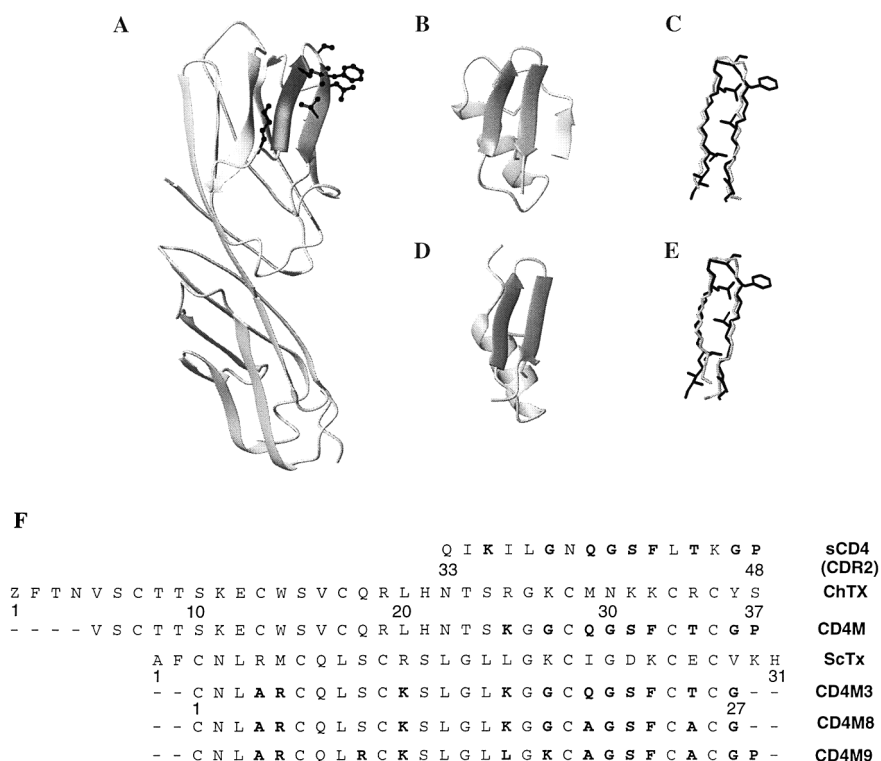 A
B
C
D
E
F
Q I K I L G N Q G S F L T K G P sCD4
33 48 (CDR2)
Z F T N V S C T T S K E C W S V C Q R L H N T S R G K C M N K K C R C Y S ChTX
1 10 20 30 37
- - - - V S C T T S K E C W S V C Q R L H N T S K G G C Q G S F C T C G P CD4M
A F C N L R M C Q L S C R S L G L L G K C I G D K C E C V K H ScTx
1 31
- - C N L A R C Q L S C K S L G L K G G C Q G S F C T C G - - CD4M3
1 27
- - C N L A R C Q L S C K S L G L K G G C A G S F C A C G - - CD4M8
- - C N L A R C Q L R C K S L G L L G K C A G S F C A C G P - CD4M9